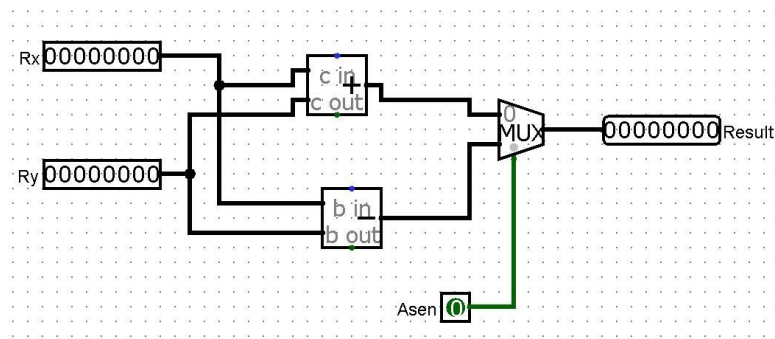 Rx 00000000
c in
+
c out
0
MUX
00000000 Result
Ry 00000000
b in
−
b out
Asen 0